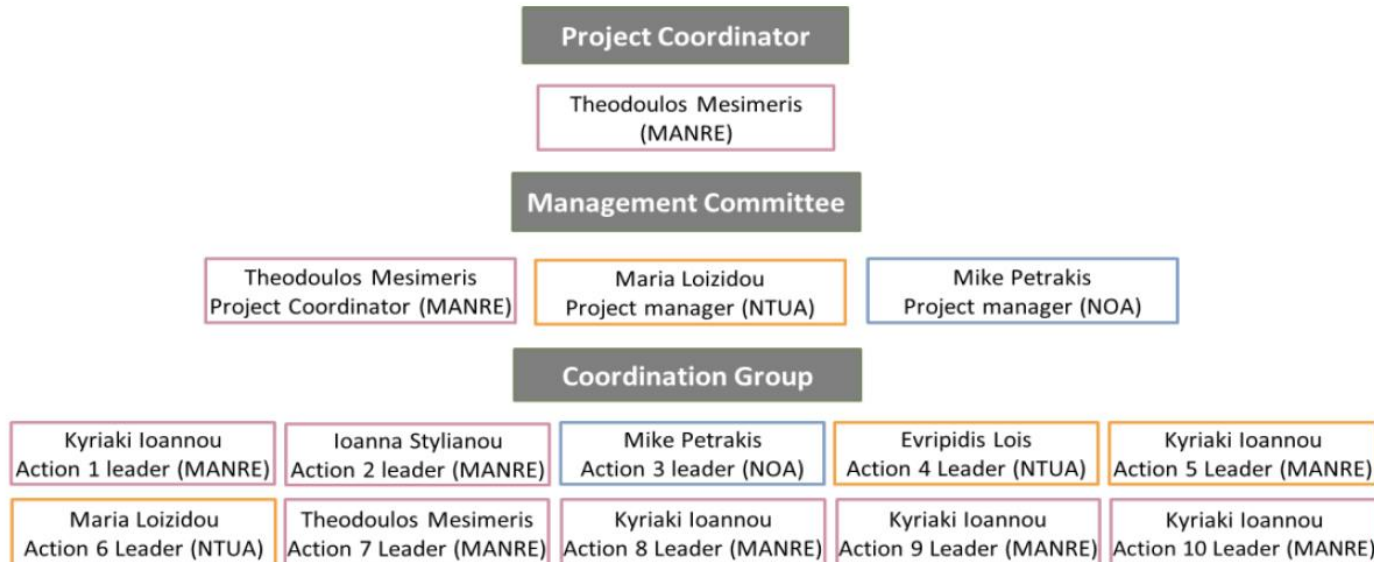 Project Coordinator
Theodoulos Mesimeris
(MANRE)
Management Committee
Theodoulos Mesimeris
Project Coordinator (MANRE)
Maria Loizidou
Project manager (NTUA)
Mike Petrakis
Project manager (NOA)
Coordination Group
Kyriaki Ioannou
Action 1 leader (MANRE)
Ioanna Stylianou
Action 2 leader (MANRE)
Mike Petrakis
Action 3 leader (NOA)
Evripidis Lois
Action 4 Leader (NTUA)
Kyriaki Ioannou
Action 5 Leader (MANRE)
Maria Loizidou
Action 6 Leader (NTUA)
Theodoulos Mesimeris
Action 7 Leader (MANRE)
Kyriaki Ioannou
Action 8 Leader (MANRE)
Kyriaki Ioannou
Action 9 Leader (MANRE)
Kyriaki Ioannou
Action 10 Leader (MANRE)